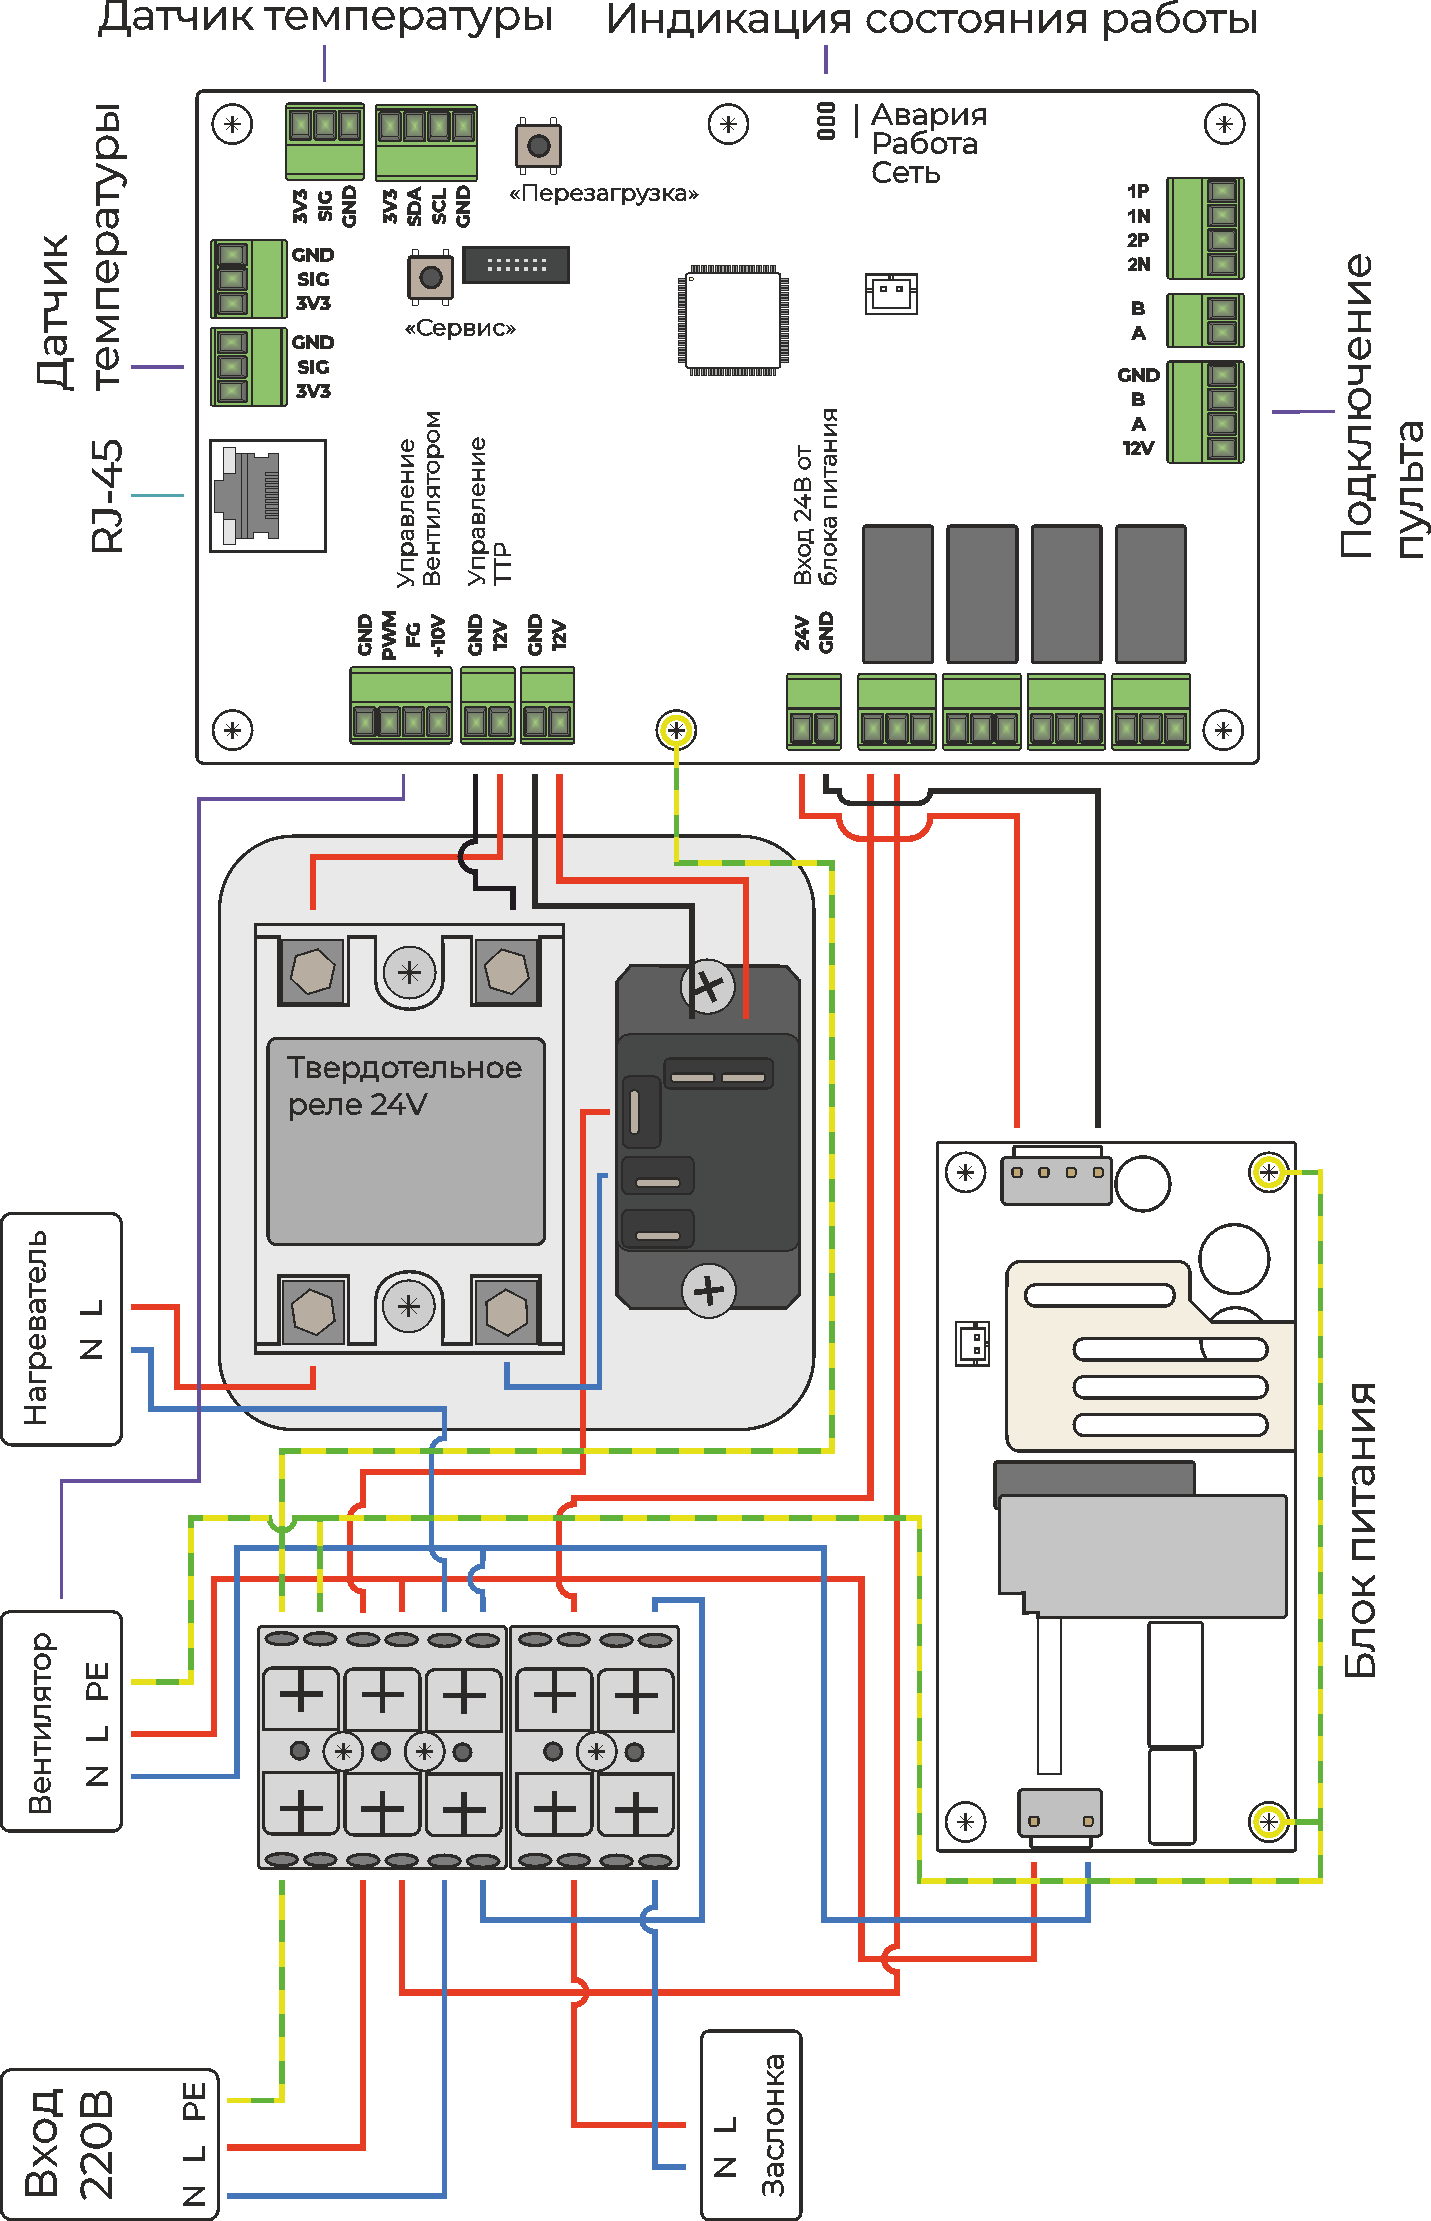 Датчик температуры
Индикация состояния работы
Авария
Работа
Сеть
3V3
SIG
GND
3V3
SDA
SCL
GND
«Перезагрузка»
«Сервис»
GND
SIG
3V3
GND
SIG
3V3
Датчик
температуры
RJ-45
1P
1N
2P
2N
B
A
GND
B
A
12V
Подключение
пульта
Управление
Вентилятором
Управление
ТТР
Вход 24В от
блока питания
GND
PWM
FG
+10V
GND
12V
GND
12V
24V
GND
Твердотельное
реле 24V
Нагреватель
N L
Блок питания
Вентилятор
N L PE
Вход
220В
N L PE
N L
Заслонка